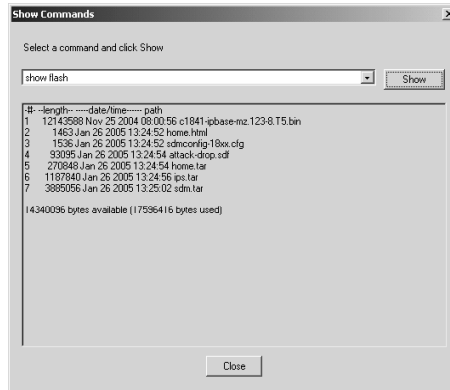 Show Commands
Select a command and click Show
show flash
Show
-#- --length-- -----date/time------ path
1 12143588 Nov 25 2004 08:00:56 c1841-ipbase-mz.123-8.T5.bin
2 1463 Jan 26 2005 13:24:52 home.html
3 1536 Jan 26 2005 13:24:52 sdmconfig-18xx.cfg
4 93095 Jan 26 2005 13:24:54 attack-drop.sdf
5 270848 Jan 26 2005 13:24:54 home.tar
6 1187840 Jan 26 2005 13:24:56 ips.tar
7 3885056 Jan 26 2005 13:25:02 sdm.tar
14340096 bytes available (17596416 bytes used)
Close